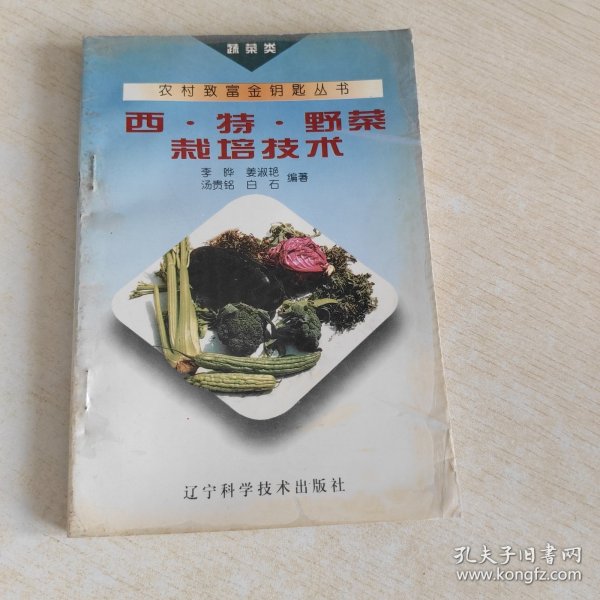 蔬菜类
农村致富金钥匙丛书
西·特·野菜
栽培技术
李晔 姜淑艳
汤贵铭 白石 编著
辽宁科学技术出版社
孔夫子旧书网
www.kongfz.com